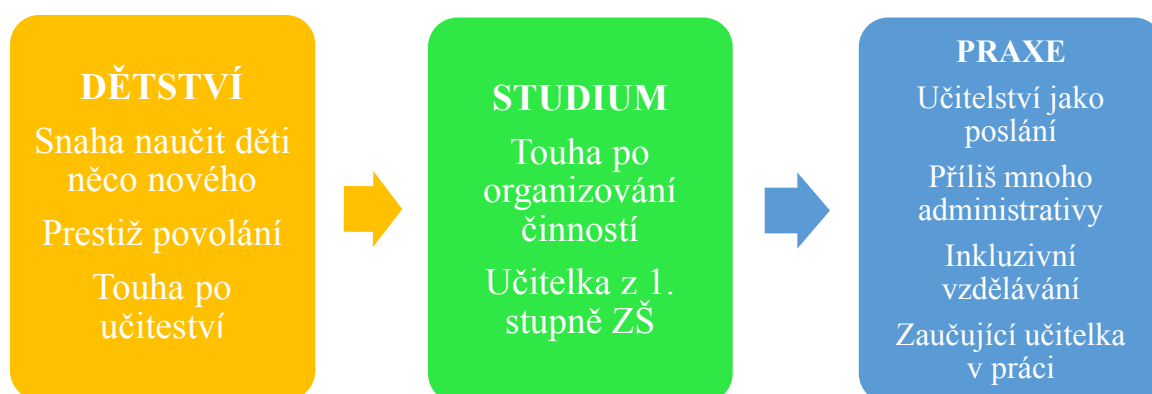 DĚTSTVÍ
Snaha naučit děti
něco nového
Prestiž povolání
Touha po
učiteství
STUDIUM
Touha po
organizování
činností
Učitelka z 1.
stupně ZŠ
PRAXE
Učitelství jako
poslání
Příliš mnoho
administrativy
Inkluzivní
vzdělávání
Zaučující učitelka
v práci